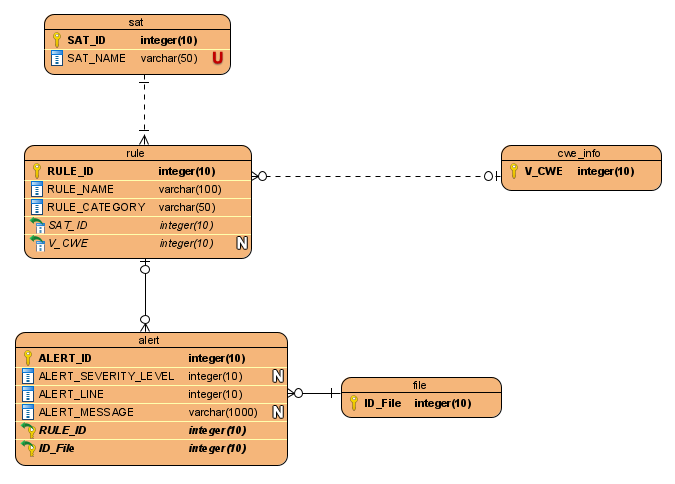 sat
SAT_ID integer(10)
SAT_NAME varchar(50) U
rule
RULE_ID integer(10)
RULE_NAME varchar(100)
RULE_CATEGORY varchar(50)
SAT_ID integer(10)
V_CWE integer(10) N
cwe_info
V_CWE integer(10)
alert
ALERT_ID integer(10)
ALERT_SEVERITY_LEVEL integer(10) N
ALERT_LINE integer(10)
ALERT_MESSAGE varchar(1000) N
RULE_ID integer(10)
ID_File integer(10)
file
ID_File integer(10)